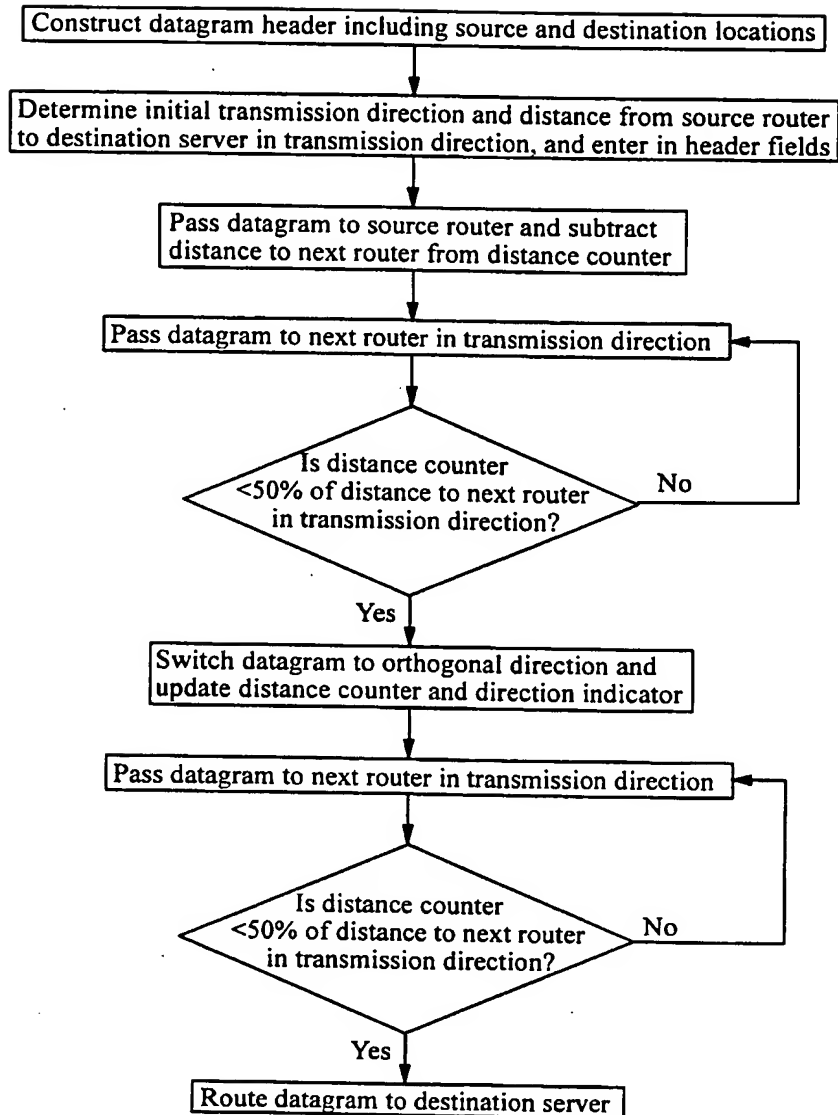 Construct datagram header including source and destination locations
Determine initial transmission direction and distance from source router
to destination server in transmission direction, and enter in header fields
Pass datagram to source router and subtract
distance to next router from distance counter
Pass datagram to next router in transmission direction
Is distance counter
<50% of distance to next router
in transmission direction?
No
Yes
Switch datagram to orthogonal direction and
update distance counter and direction indicator
Pass datagram to next router in transmission direction
Is distance counter
<50% of distance to next router
in transmission direction?
No
Yes
Route datagram to destination server